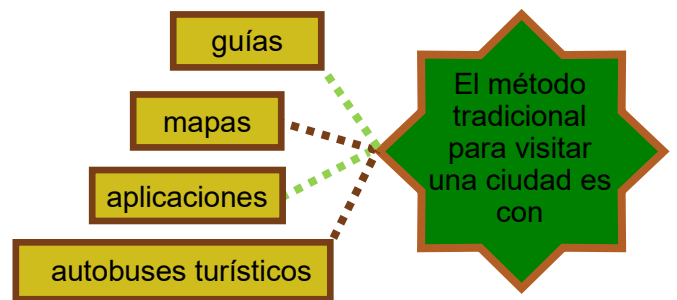 guías
mapas
aplicaciones
autobuses turísticos
El método
tradicional
para visitar
una ciudad es
con